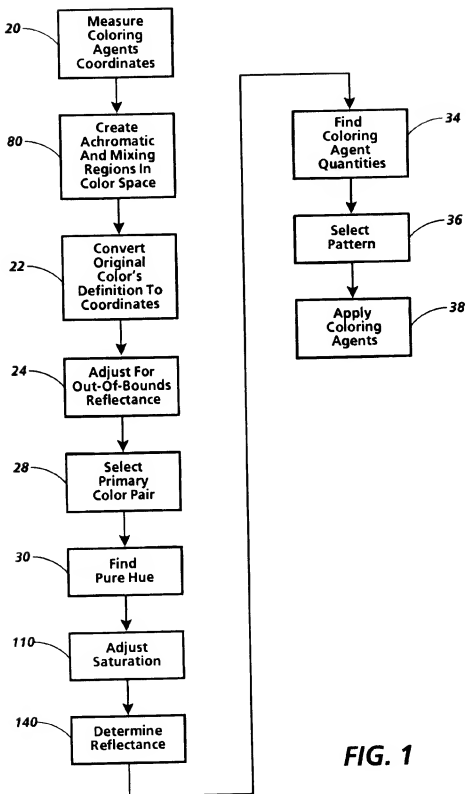 20
Measure
Coloring
Agents
Coordinates
80
Create
Achromatic
And Mixing
Regions In
Color Space
22
Convert
Original
Color's
Definition To
Coordinates
24
Adjust For
Out-Of-Bounds
Reflectance
28
Select
Primary
Color Pair
30
Find
Pure Hue
110
Adjust
Saturation
140
Determine
Reflectance
34
Find
Coloring
Agent
Quantities
36
Select
Pattern
38
Apply
Coloring
Agents
FIG. 1